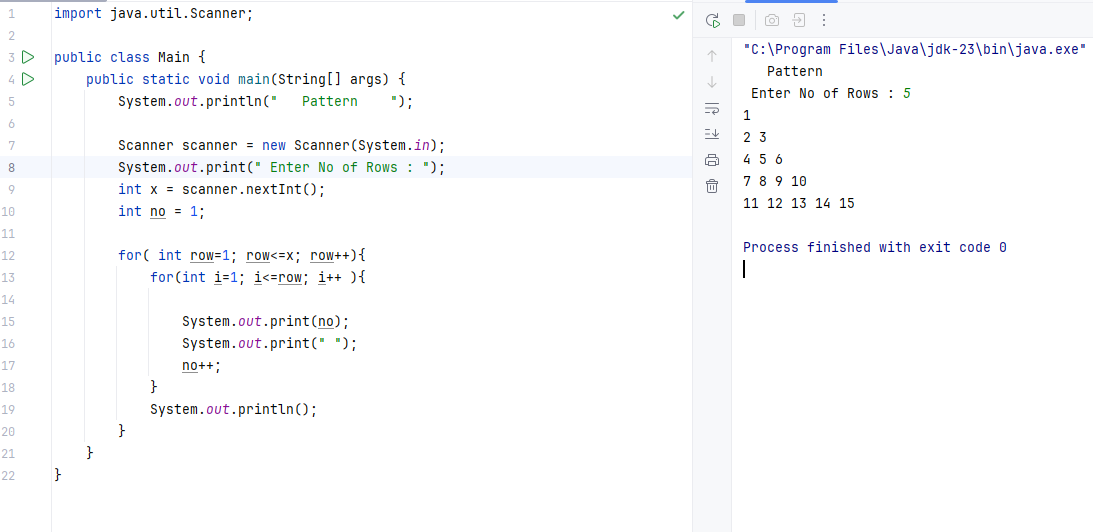 1 import java.util.Scanner;
2
3 public class Main {
4 public static void main(String[] args) {
5 System.out.println("   Pattern    ");
6
7 Scanner scanner = new Scanner(System.in);
8 System.out.print(" Enter No of Rows : ");
9 int x = scanner.nextInt();
10 int no = 1;
11
12 for( int row=1; row<=x; row++){
13 for(int i=1; i<=row; i++ ){
14
15 System.out.print(no);
16 System.out.print(" ");
17 no++;
18 }
19 System.out.println();
20 }
21 }
22 }
"C:\Program Files\Java\jdk-23\bin\java.exe"
Pattern
Enter No of Rows : 5
1
2 3
4 5 6
7 8 9 10
11 12 13 14 15
Process finished with exit code 0